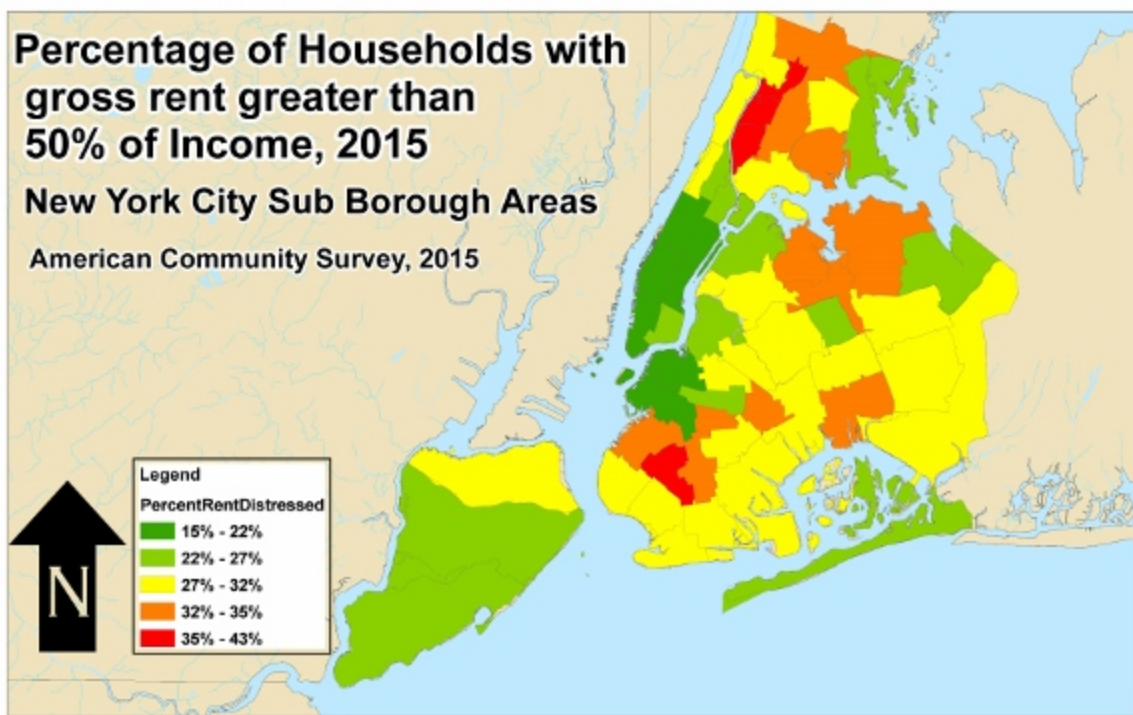 Percentage of Households with
gross rent greater than
50% of Income, 2015
New York City Sub Borough Areas
American Community Survey, 2015
Legend
PercentRentDistressed
15% - 22%
22% - 27%
27% - 32%
32% - 35%
35% - 43%
N